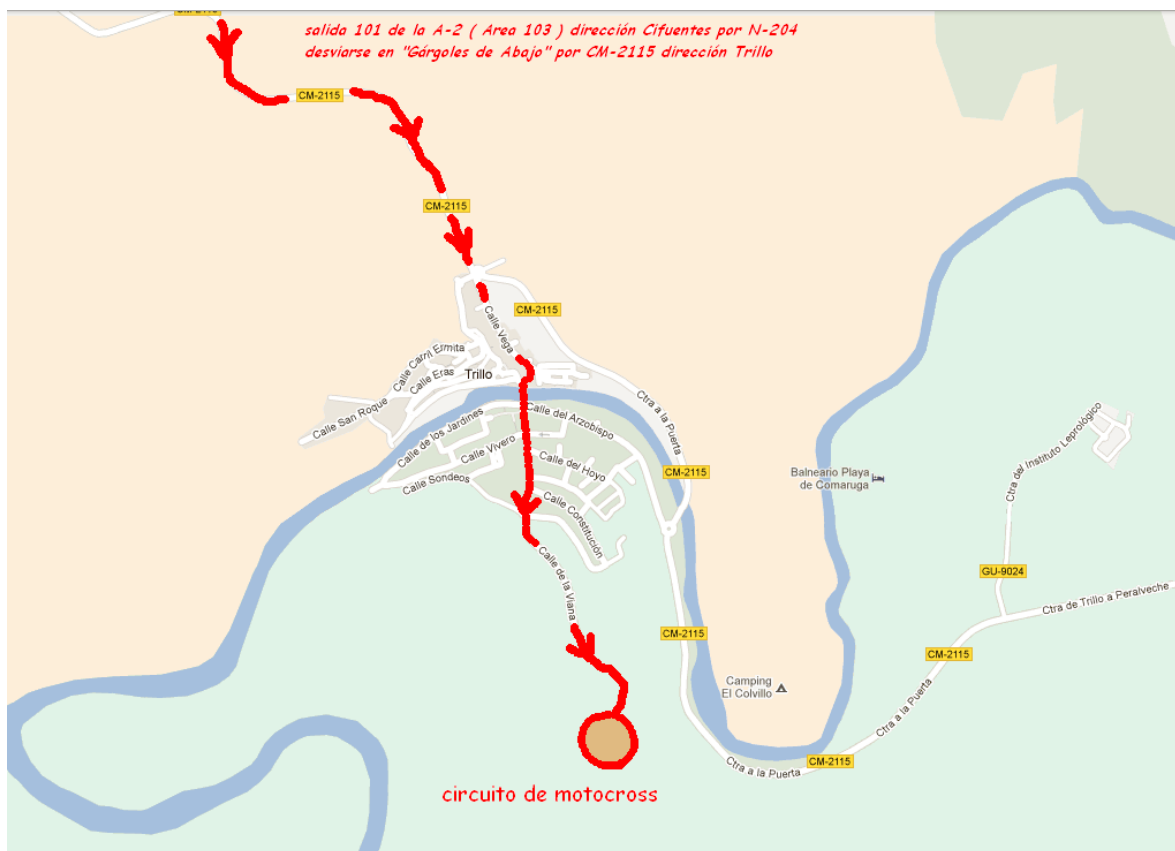 salida 101 de la A-2 ( Area 103 ) dirección Cifuentes por N-204
desviarse en "Gárgoles de Abajo" por CM-2115 dirección Trillo
CM-2115
CM-2115
CM-2115
Calle Vega
Calle Carril Ermita
Calle Eras
Trillo
Calle San Roque
Ctra a la Puerta
Calle de los Jardines
Calle del Arzobispo
Calle Vivero
Calle del Hoyo
Calle Sondeos
Calle Constitución
CM-2115
Balneario Playa
de Comaruga
Ctra del Instituto Leprológico
GU-9024
Calle de la Viana
Ctra de Trillo a Peralveche
CM-2115
CM-2115
Camping
El Colvillo
Ctra a la Puerta
Ctra a la Puerta
CM-2115
circuito de motocross